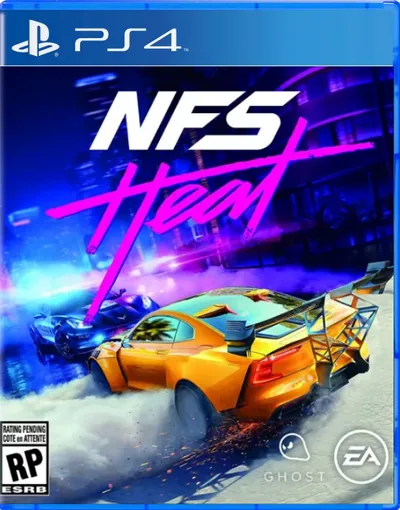 PS4
NFS
Heat
RATING PENDING
COTE en ATTENTE
RP
ESRB
GHOST
EA